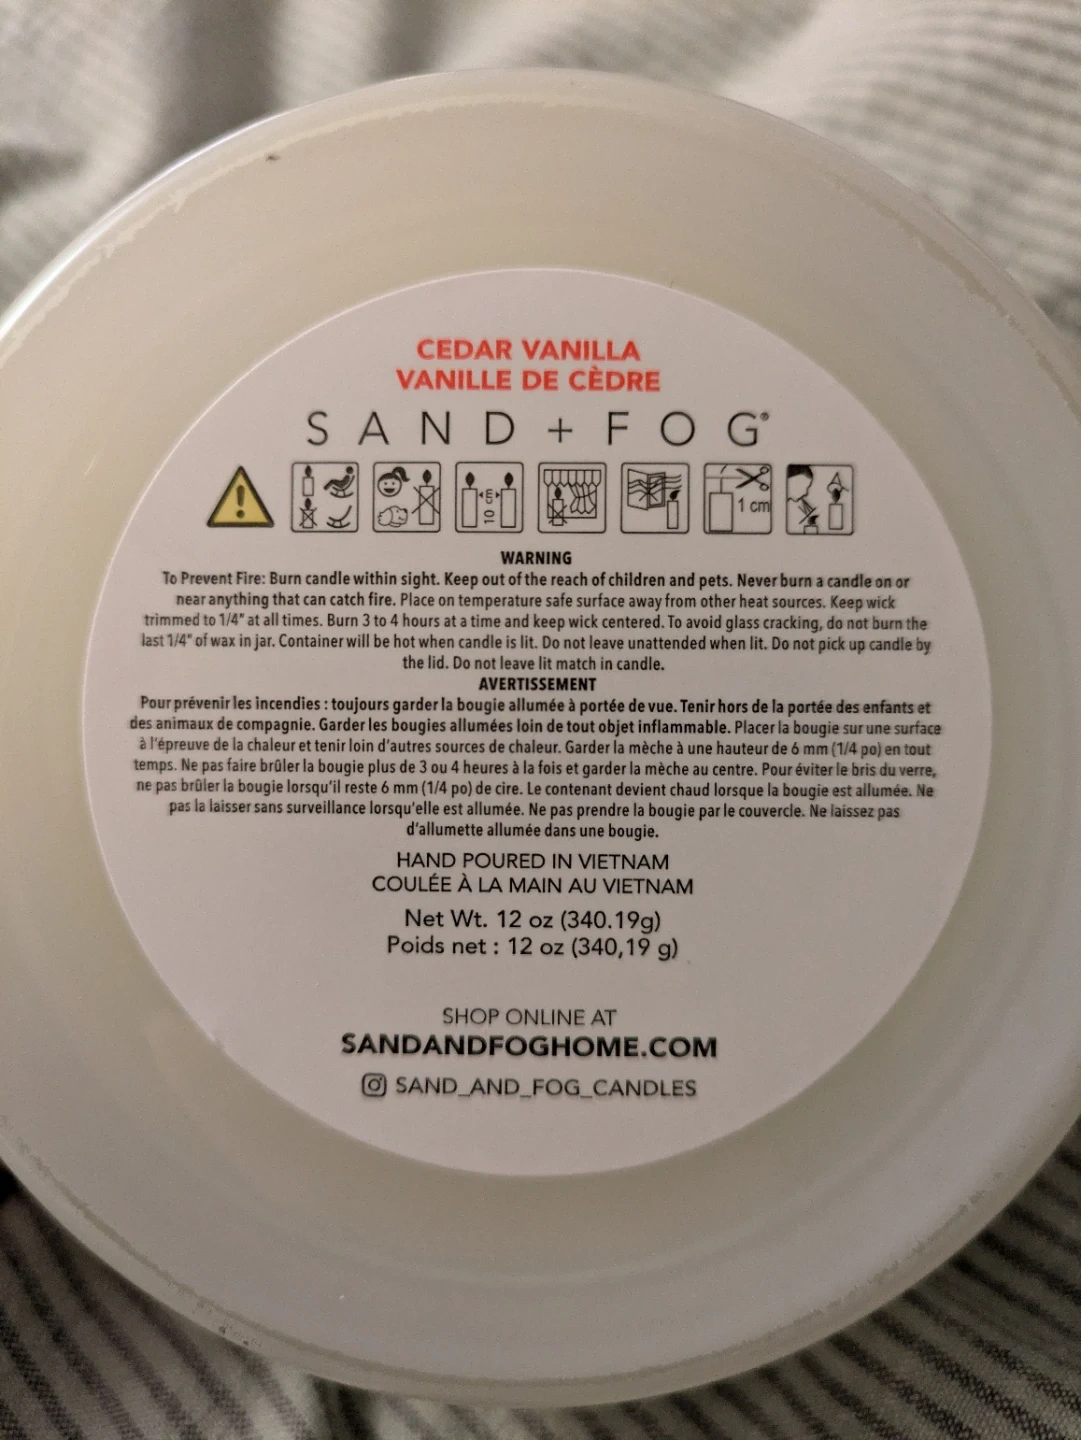 CEDAR VANILLA
VANILLE DE CÈDRE
SAND + FOG®
10 cm
1 cm
WARNING
To Prevent Fire: Burn candle within sight. Keep out of the reach of children and pets. Never burn a candle on or
near anything that can catch fire. Place on temperature safe surface away from other heat sources. Keep wick
trimmed to 1/4" at all times. Burn 3 to 4 hours at a time and keep wick centered. To avoid glass cracking, do not burn the
last 1/4" of wax in jar. Container will be hot when candle is lit. Do not leave unattended when lit. Do not pick up candle by
the lid. Do not leave lit match in candle.
AVERTISSEMENT
Pour prévenir les incendies : toujours garder la bougie allumée à portée de vue. Tenir hors de la portée des enfants et
des animaux de compagnie. Garder les bougies allumées loin de tout objet inflammable. Placer la bougie sur une surface
à l'épreuve de la chaleur et tenir loin d'autres sources de chaleur. Garder la mèche à une hauteur de 6 mm (1/4 po) en tout
temps. Ne pas faire brûler la bougie plus de 3 ou 4 heures à la fois et garder la mèche au centre. Pour éviter le bris du verre,
ne pas brûler la bougie lorsqu'il reste 6 mm (1/4 po) de cire. Le contenant devient chaud lorsque la bougie est allumée. Ne
pas la laisser sans surveillance lorsqu'elle est allumée. Ne pas prendre la bougie par le couvercle. Ne laissez pas
d'allumette allumée dans une bougie.
HAND POURED IN VIETNAM
COULÉE À LA MAIN AU VIETNAM
Net Wt. 12 oz (340.19g)
Poids net : 12 oz (340,19 g)
SHOP ONLINE AT
SANDANDFOGHOME.COM
SAND_AND_FOG_CANDLES